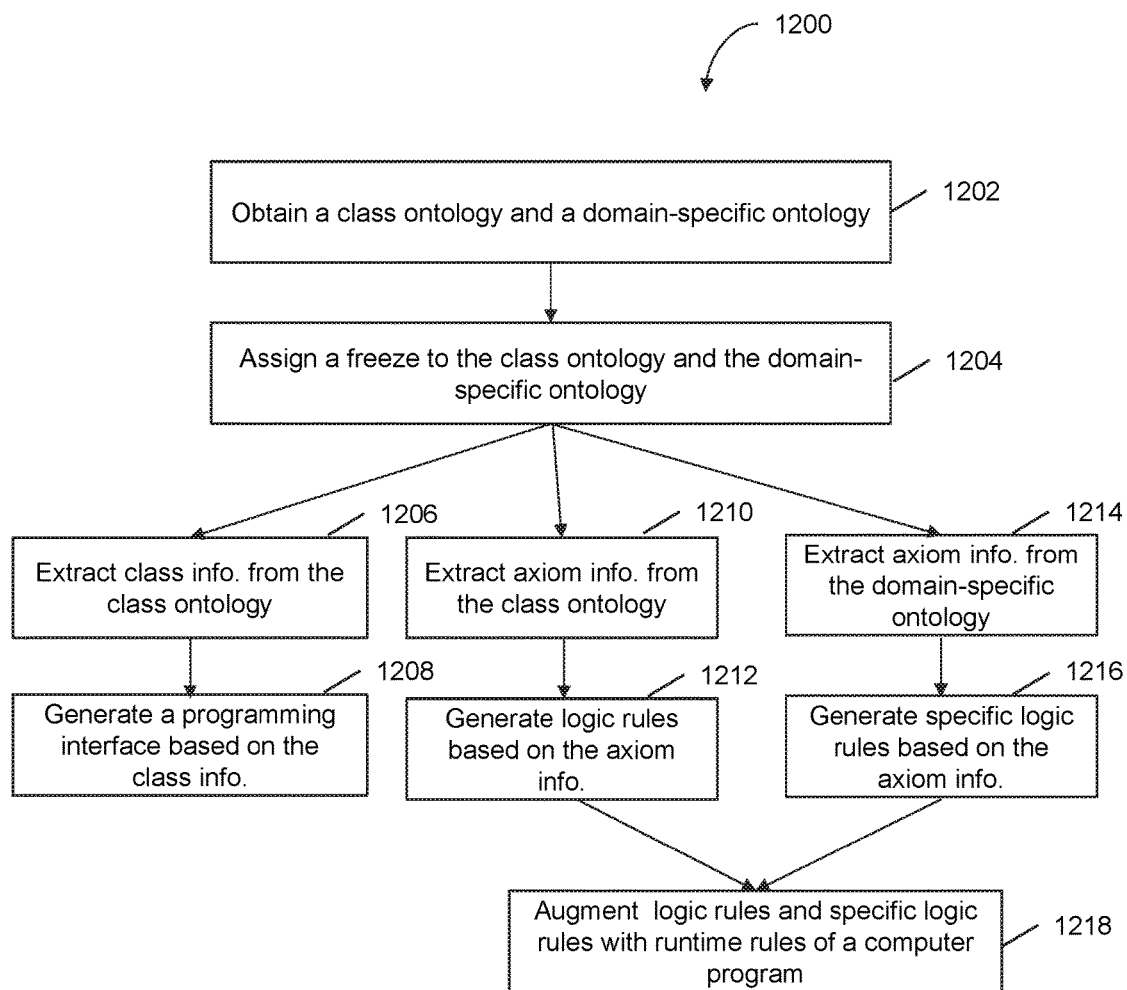 1200
Obtain a class ontology and a domain-specific ontology
1202
Assign a freeze to the class ontology and the domain-
specific ontology
1204
1206
Extract class info. from the
class ontology
1210
Extract axiom info. from
the class ontology
1214
Extract axiom info. from
the domain-specific
ontology
1208
Generate a programming
interface based on the
class info.
1212
Generate logic rules
based on the axiom
info.
1216
Generate specific logic
rules based on the
axiom info.
Augment logic rules and specific logic
rules with runtime rules of a computer
program
1218